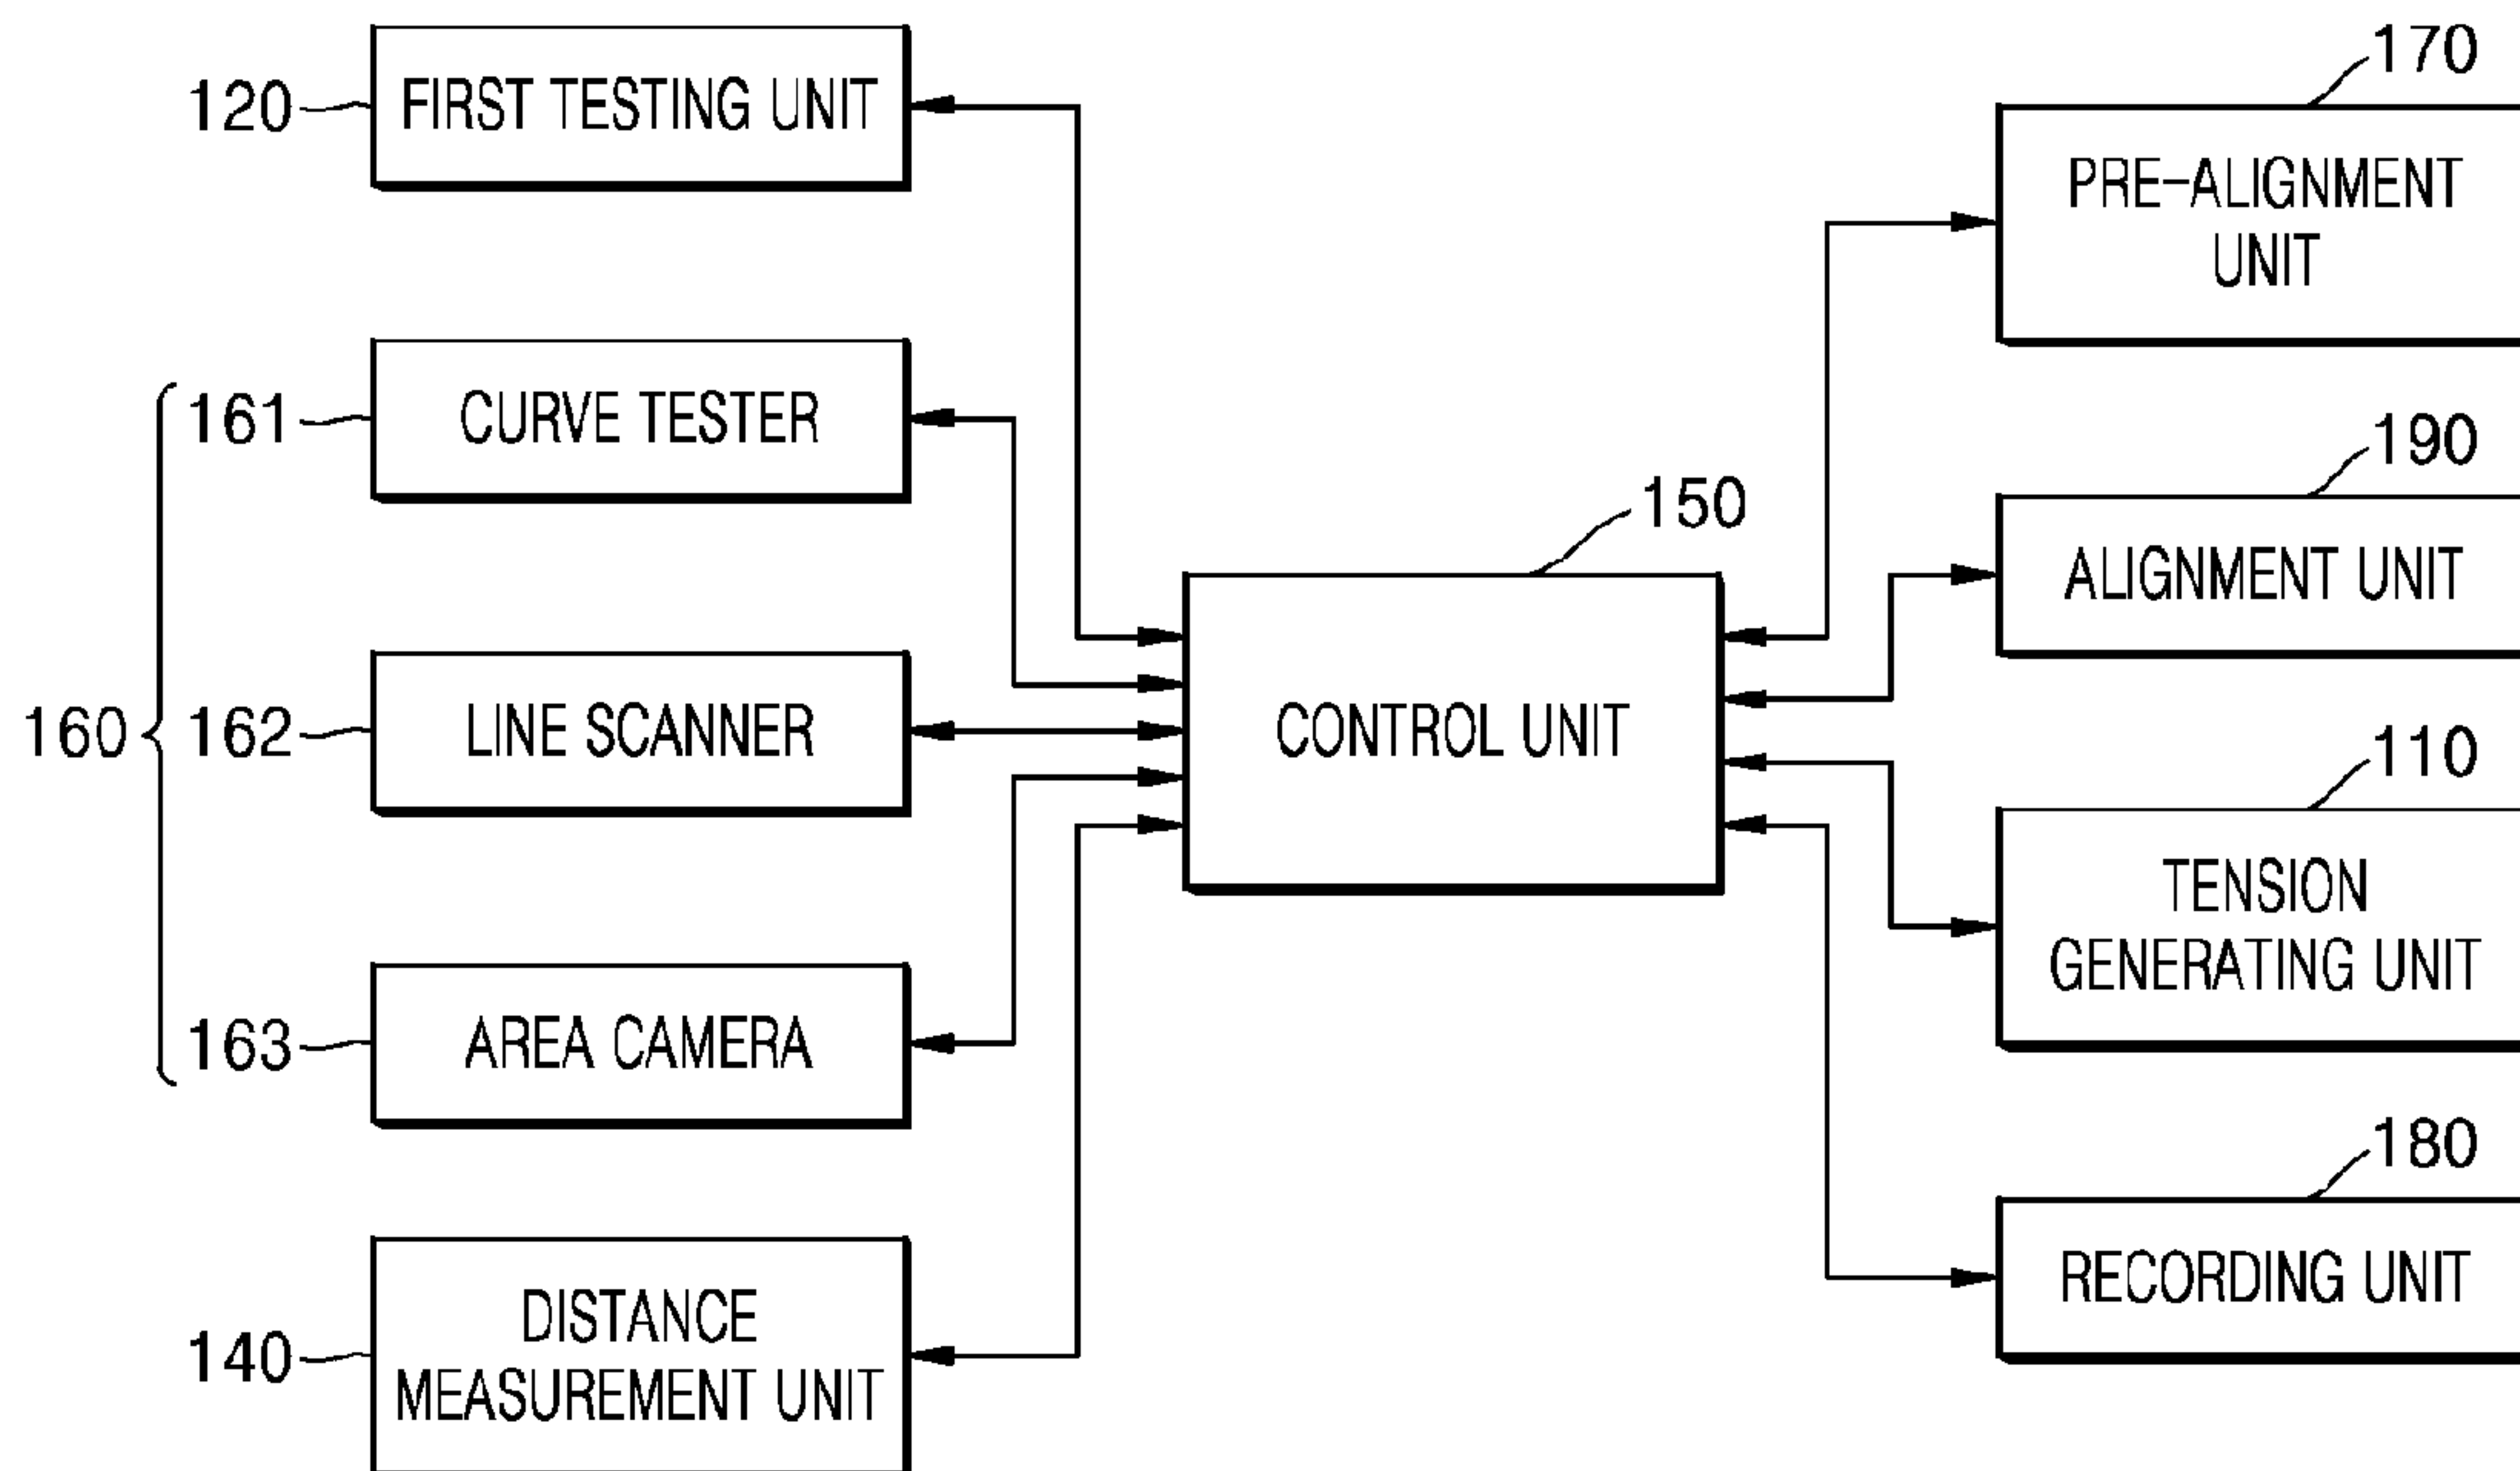 120
FIRST TESTING UNIT
161
CURVE TESTER
160
162
LINE SCANNER
163
AREA CAMERA
140
DISTANCE
MEASUREMENT UNIT
150
CONTROL UNIT
170
PRE-ALIGNMENT
UNIT
190
ALIGNMENT UNIT
110
TENSION
GENERATING UNIT
180
RECORDING UNIT